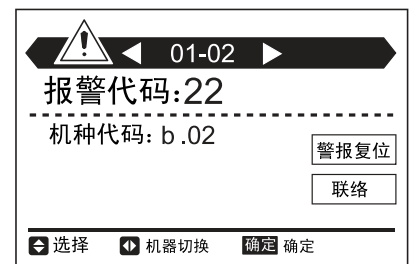 01-02
报警代码:22
机种代码: b .02
警报复位
联络
选择 机器切换 确定 确定